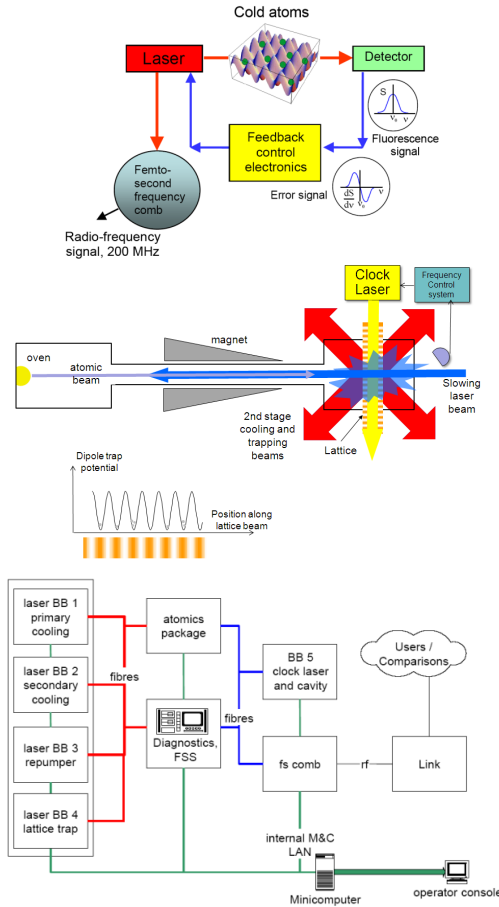 Cold atoms
Laser
Detector
S
ν₀
ν
Fluorescence
signal
Feedback
control
electronics
Error signal
dS
dν
ν₀
ν
Femto-
second
frequency
comb
Radio-frequency
signal, 200 MHz
Clock
Laser
Frequency
Control
system
oven
atomic
beam
magnet
Slowing
laser
beam
2nd stage
cooling and
trapping
beams
Lattice
Dipole trap
potential
Position along
lattice beam
laser BB 1
primary
cooling
laser BB 2
secondary
cooling
laser BB 3
repumper
laser BB 4
lattice trap
fibres
atomics
package
Diagnostics,
FSS
fibres
BB 5
clock laser
and cavity
fs comb
Users /
Comparisons
rf
Link
internal M&C
LAN
Minicomputer
operator console